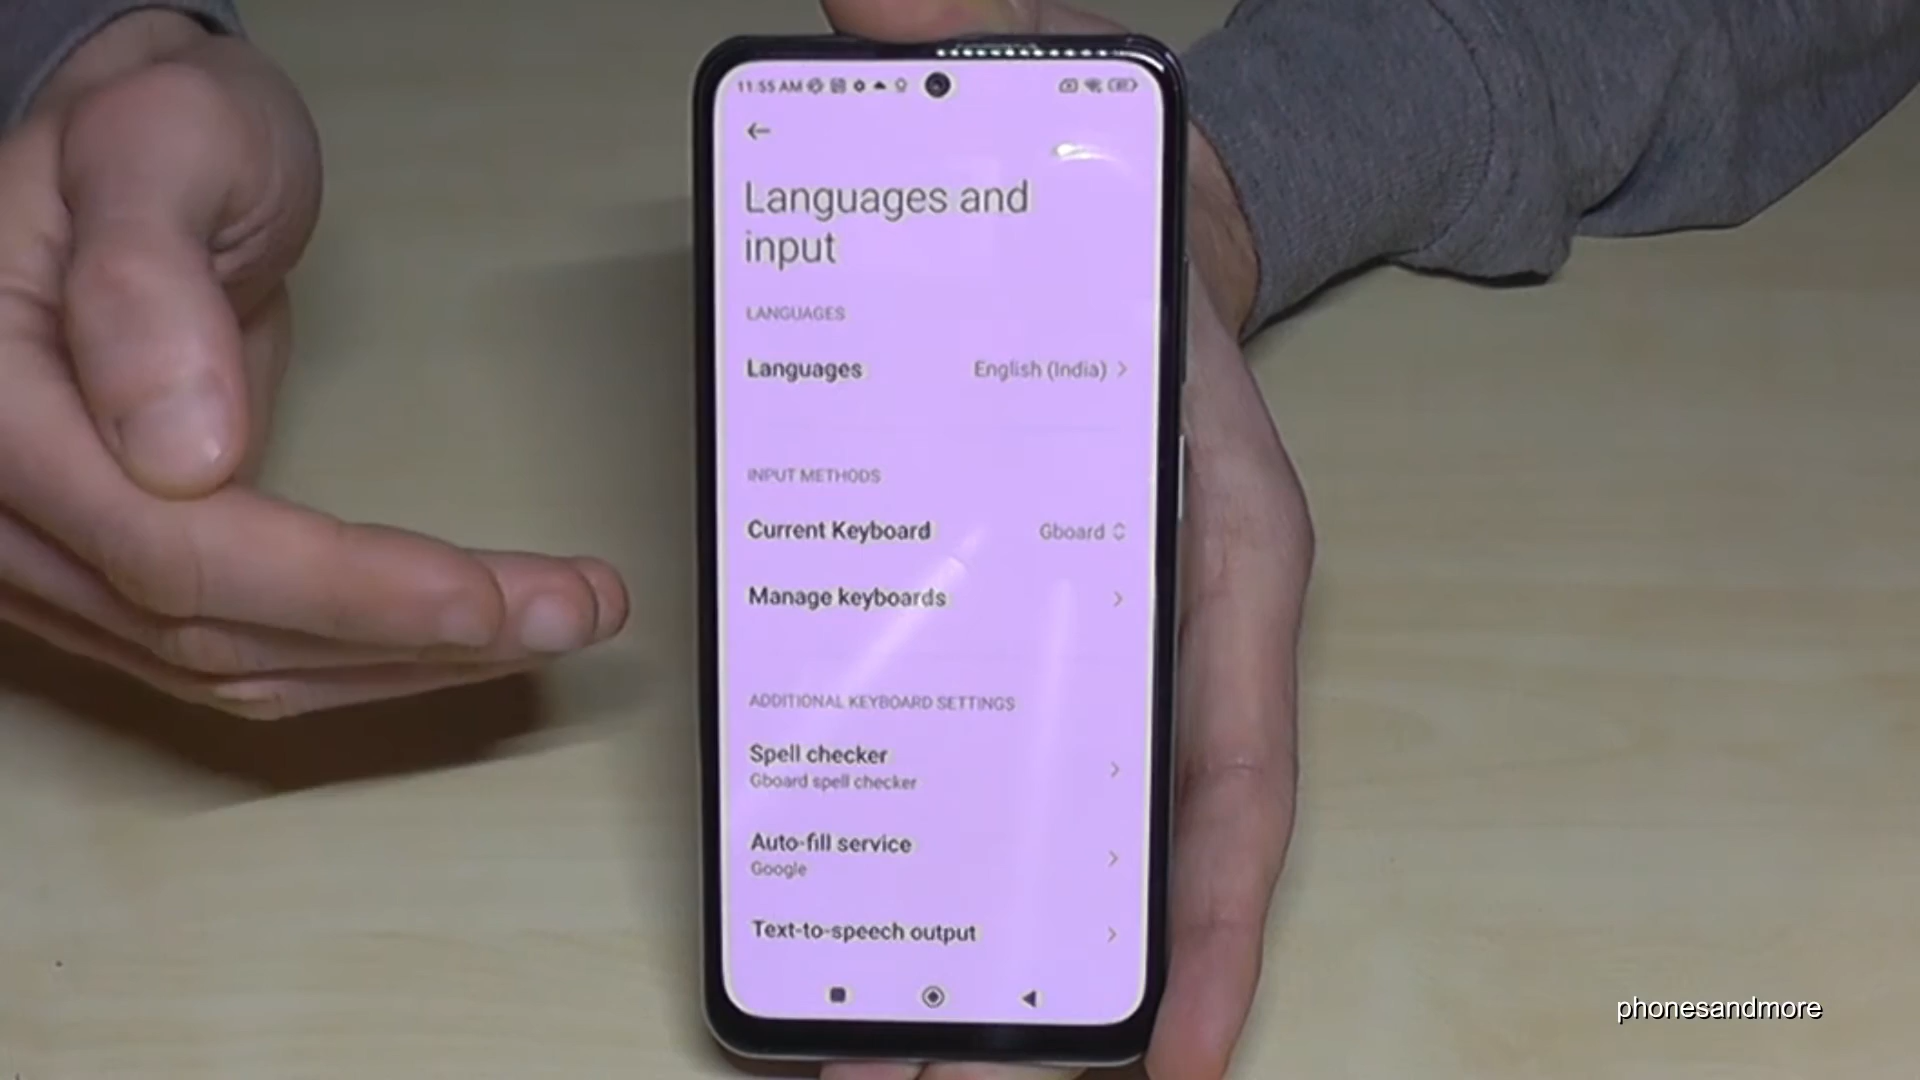 11:55 AM
Languages and
input
LANGUAGES
Languages English (India)
INPUT METHODS
Current Keyboard Gboard
Manage keyboards
ADDITIONAL KEYBOARD SETTINGS
Spell checker
Gboard spell checker
Auto-fill service
Google
Text-to-speech output
phonesandmore